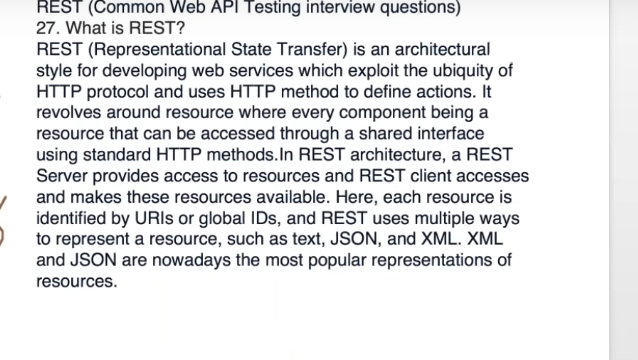 REST (Common Web API Testing interview questions)
27. What is REST?
REST (Representational State Transfer) is an architectural
style for developing web services which exploit the ubiquity of
HTTP protocol and uses HTTP method to define actions. It
revolves around resource where every component being a
resource that can be accessed through a shared interface
using standard HTTP methods.In REST architecture, a REST
Server provides access to resources and REST client accesses
and makes these resources available. Here, each resource is
identified by URIs or global IDs, and REST uses multiple ways
to represent a resource, such as text, JSON, and XML. XML
and JSON are nowadays the most popular representations of
resources.